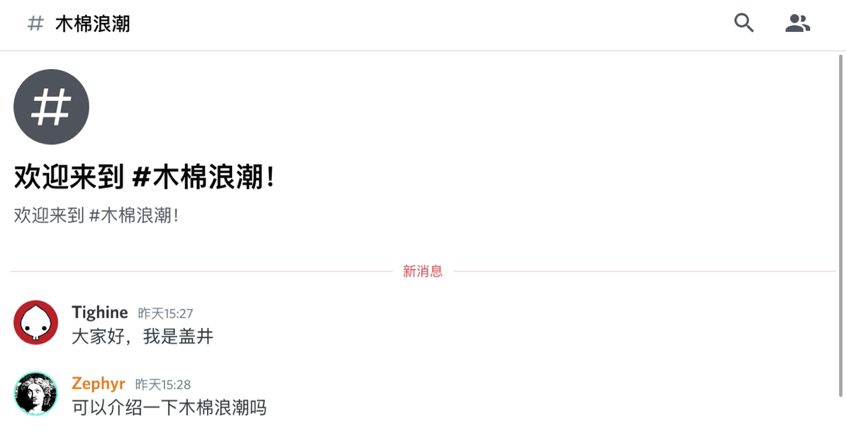 # 木棉浪潮
欢迎来到 #木棉浪潮！
欢迎来到 #木棉浪潮！
新消息
Tighine 昨天15:27
大家好，我是盖井
Zephyr 昨天15:28
可以介绍一下木棉浪潮吗